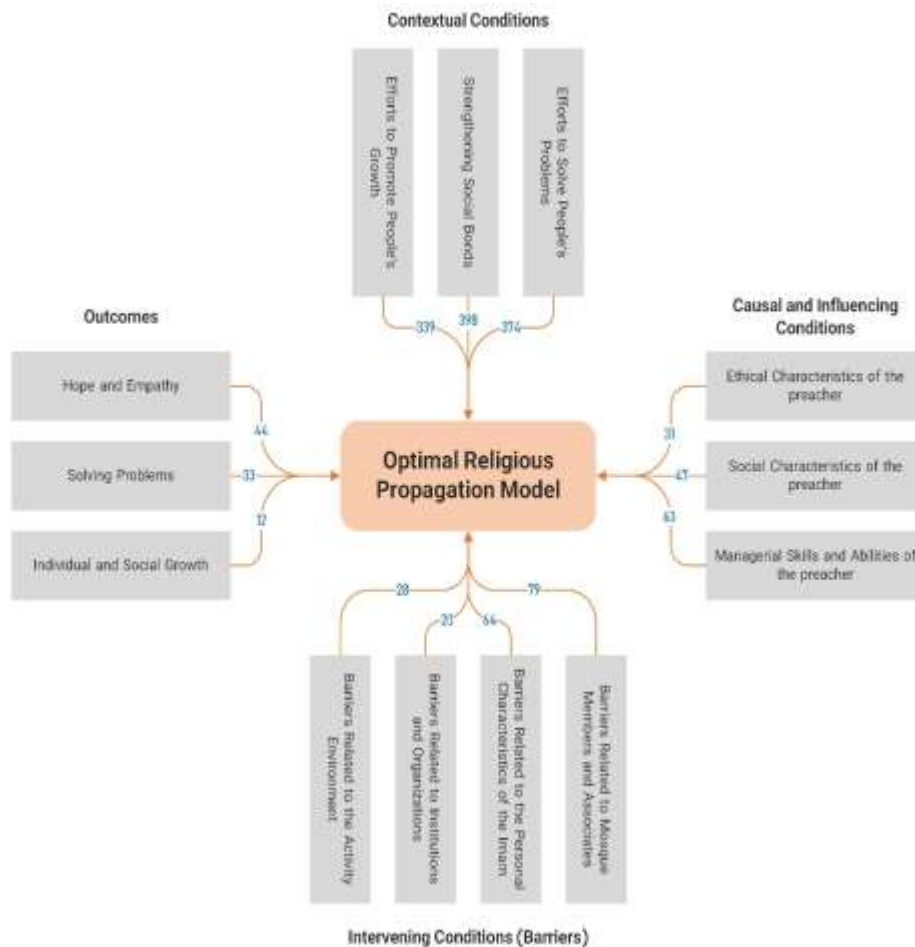 Contextual Conditions
Efforts to Promote People's
Growth
Strengthening Social Bonds
Efforts to Solve People's
Problems
339
398
374
Outcomes
Hope and Empathy
Solving Problems
Individual and Social Growth
44
33
12
Optimal Religious
Propagation Model
Causal and Influencing
Conditions
Ethical Characteristics of the
preacher
Social Characteristics of the
preacher
Managerial Skills and Abilities of
the preacher
31
47
63
28
23
64
79
Barriers Related to the Activity
Environment
Barriers Related to Institutions
and Organizations
Barriers Related to the Personal
Characteristics of the Imam
Barriers Related to Mosque
Members and Associates
Intervening Conditions (Barriers)